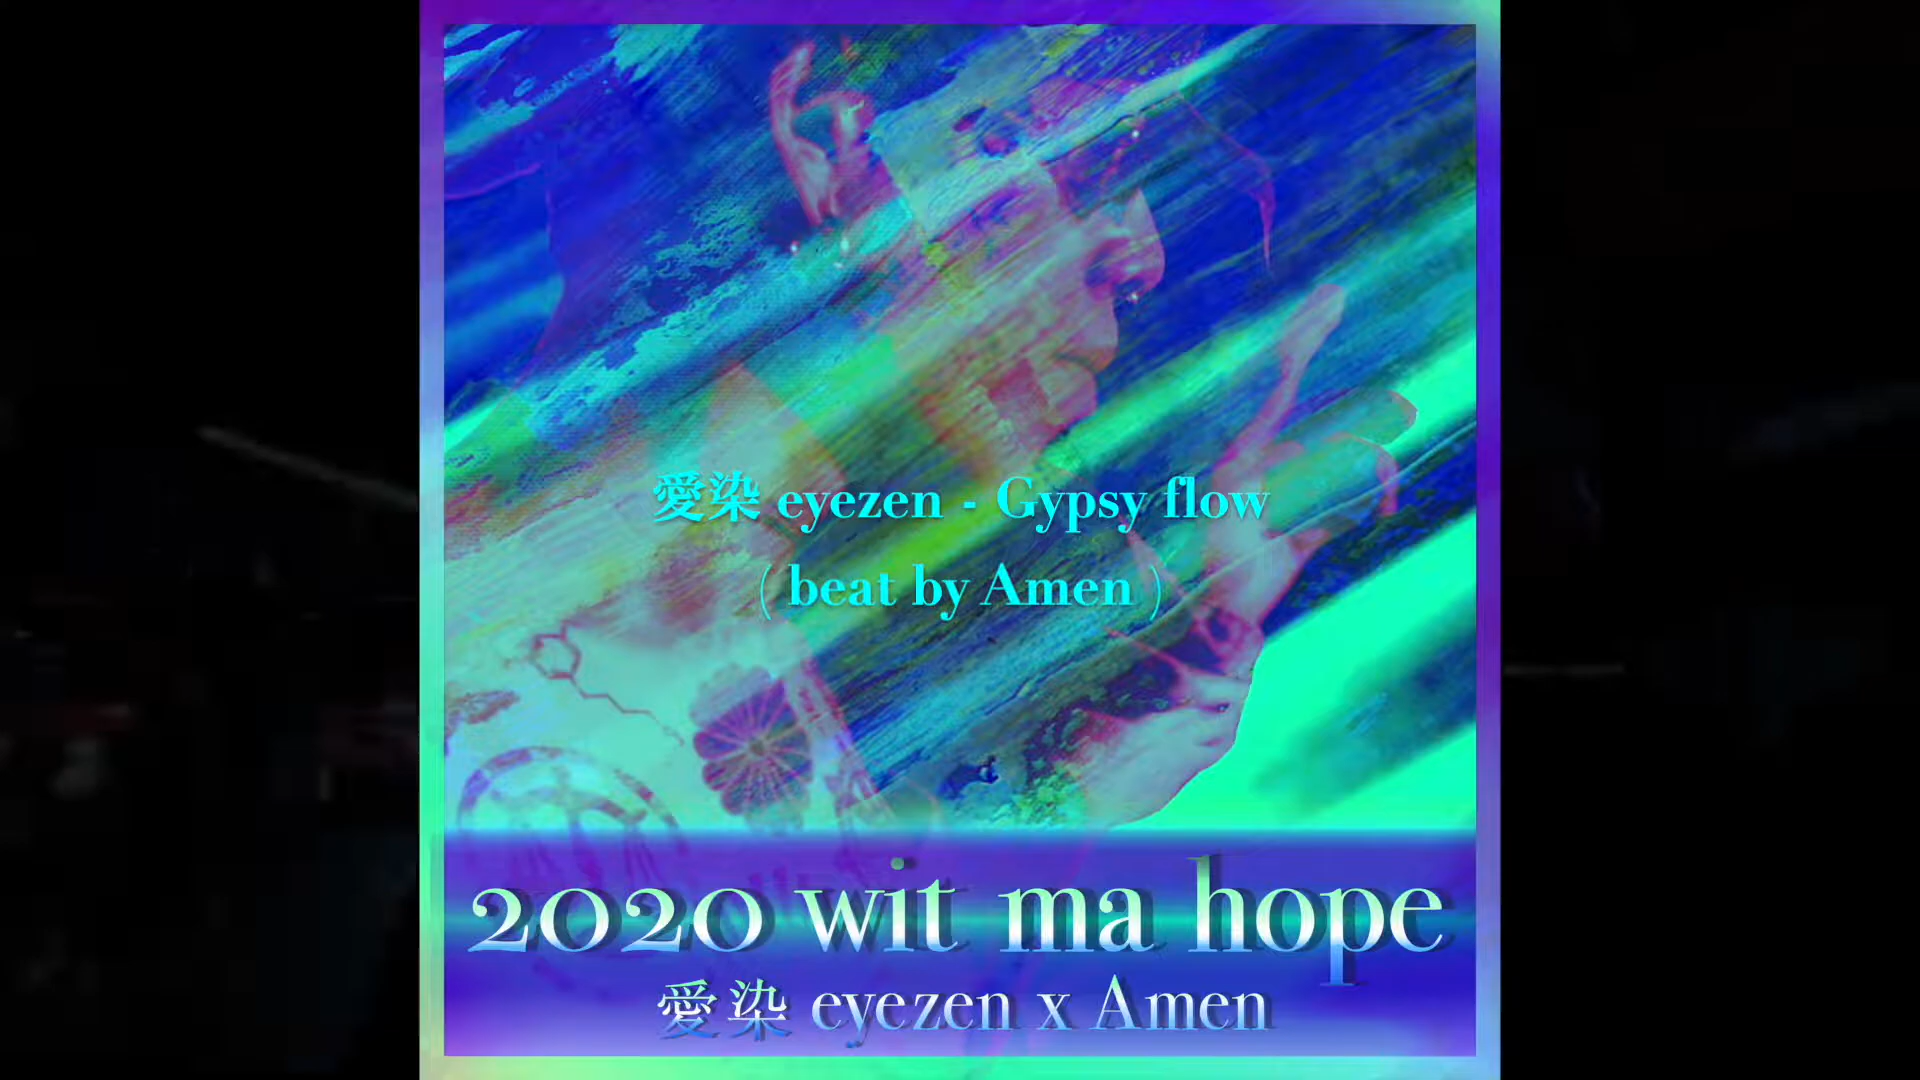 愛染 eyezen - Gypsy flow
( beat by Amen )
2020 wit ma hope
愛染 eyezen x Amen